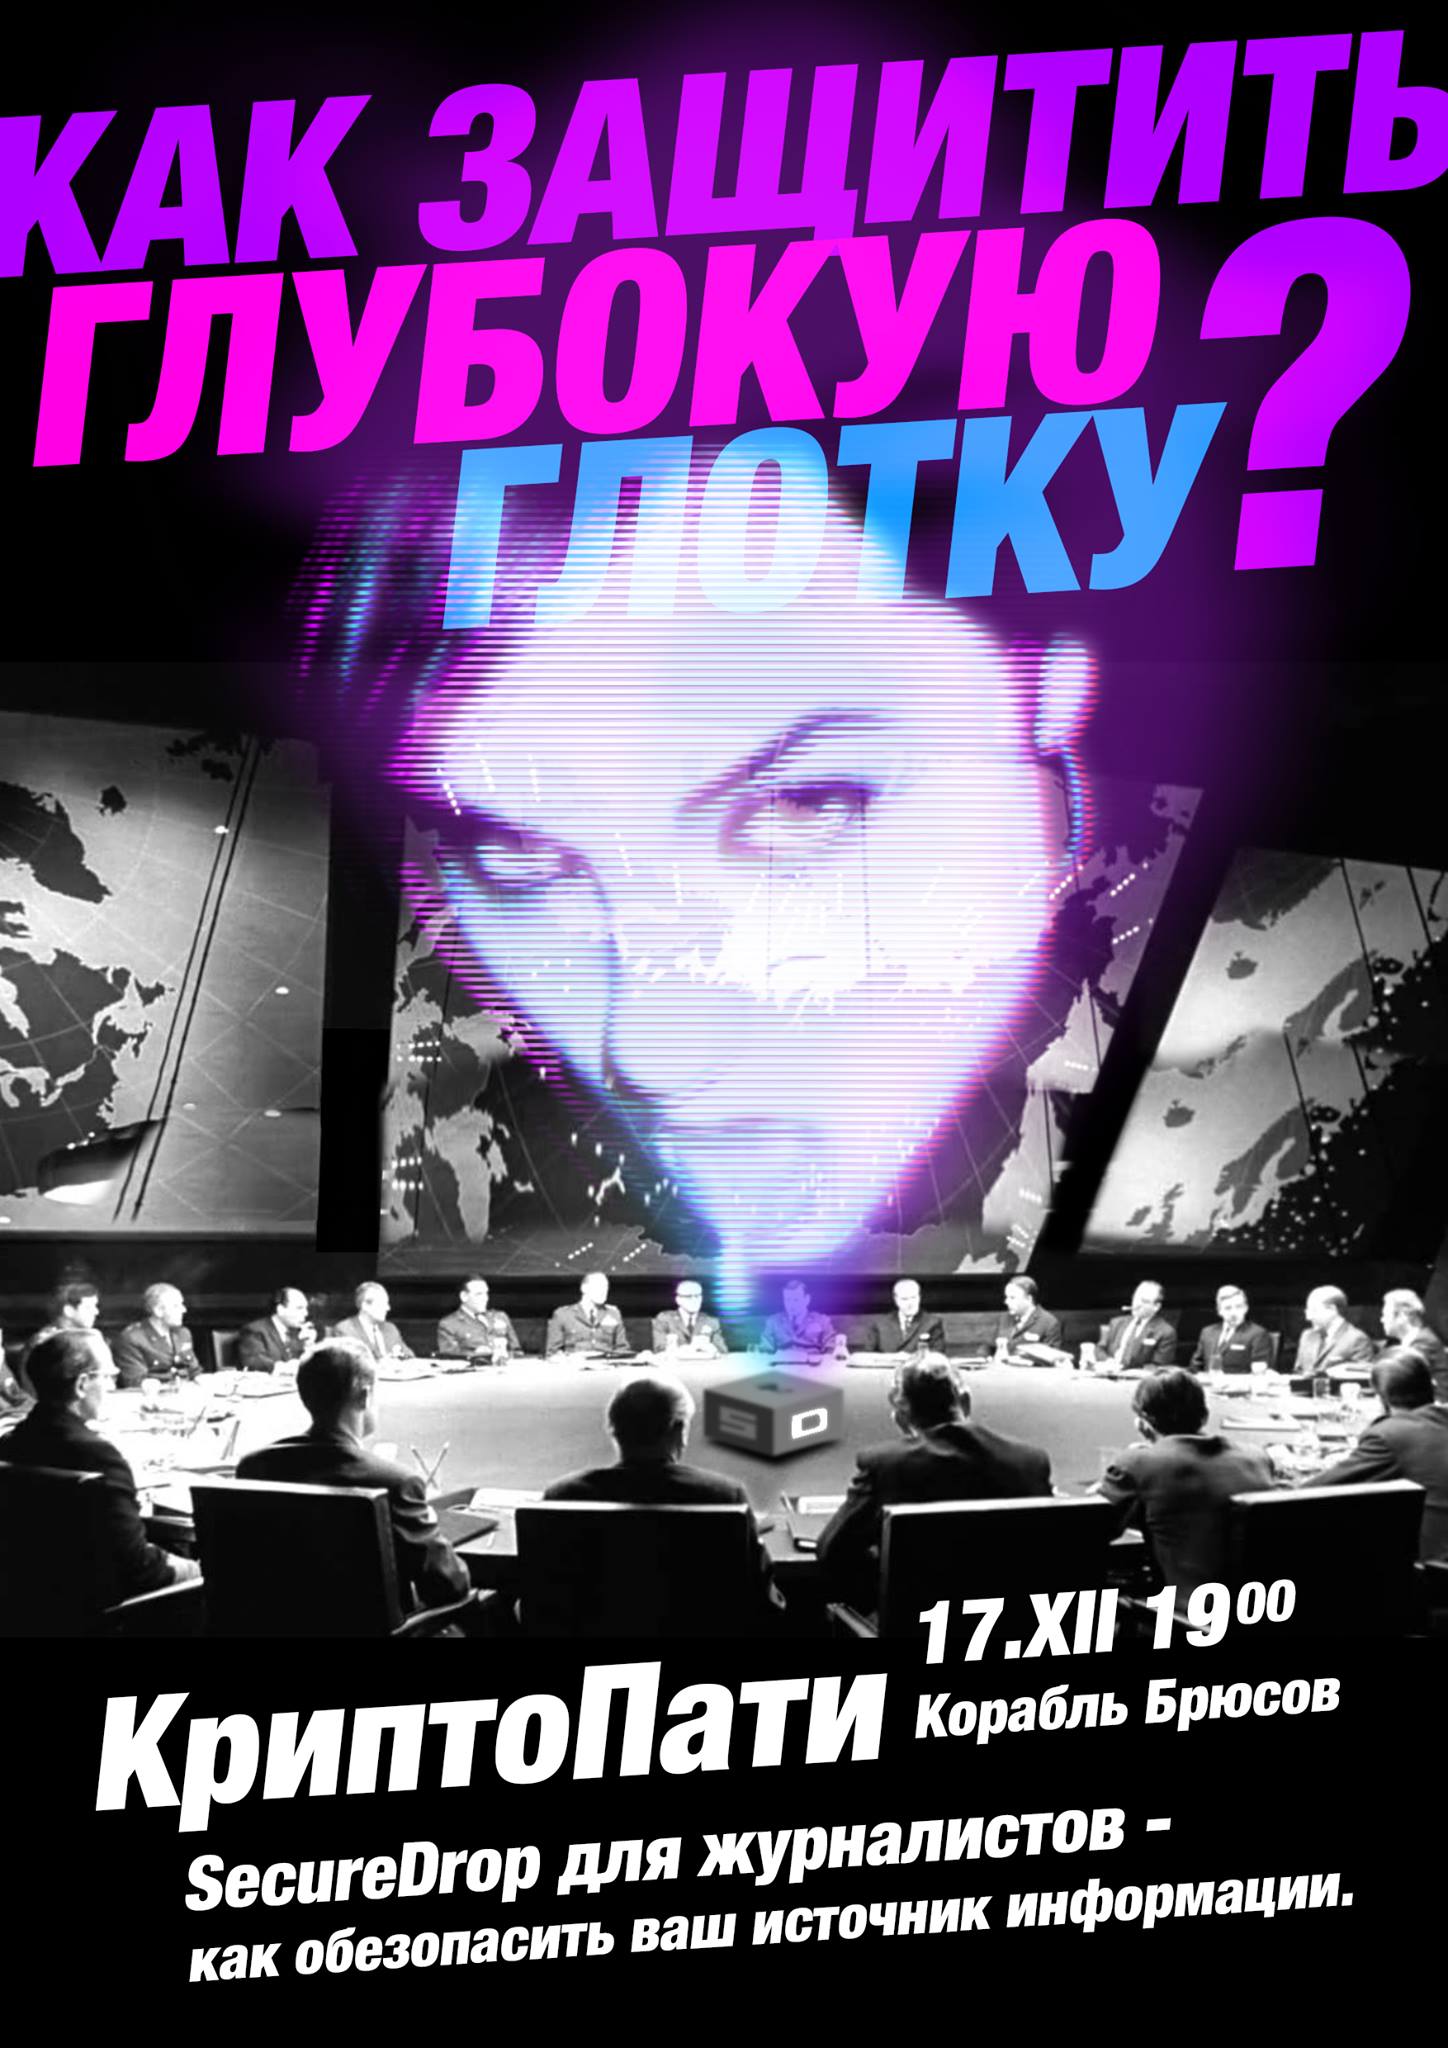 КАК ЗАЩИТИТЬ
ГЛУБОКУЮ
ГЛОТКУ?
S D
17.XII 19⁰⁰
КриптоПати
Корабль Брюсов
SecureDrop для журналистов -
как обезопасить ваш источник информации.